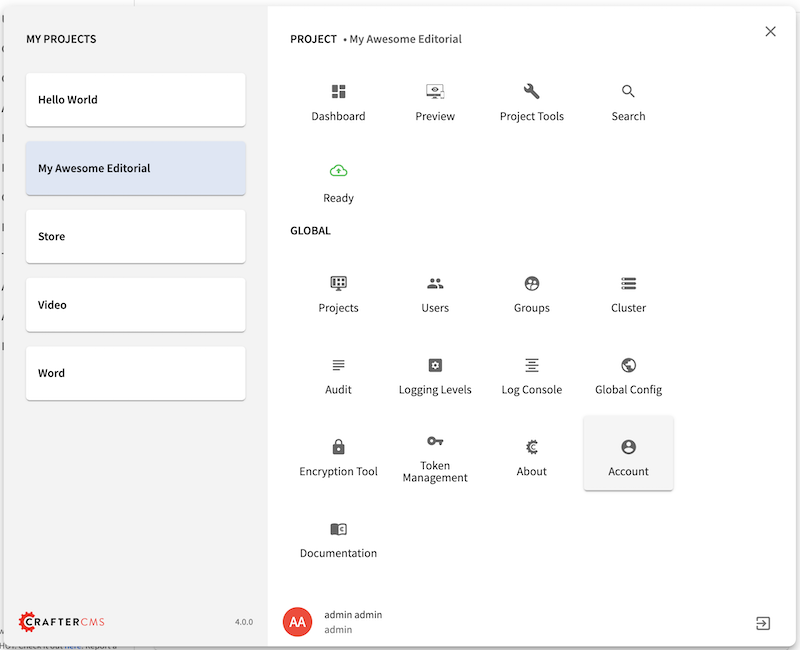 MY PROJECTS
Hello World
My Awesome Editorial
Store
Video
Word
CRAFTERCMS
4.0.0
PROJECT • My Awesome Editorial
Dashboard
Preview
Project Tools
Search
Ready
GLOBAL
Projects
Users
Groups
Cluster
Audit
Logging Levels
Log Console
Global Config
Encryption Tool
Token
Management
About
Account
Documentation
AA
admin admin
admin